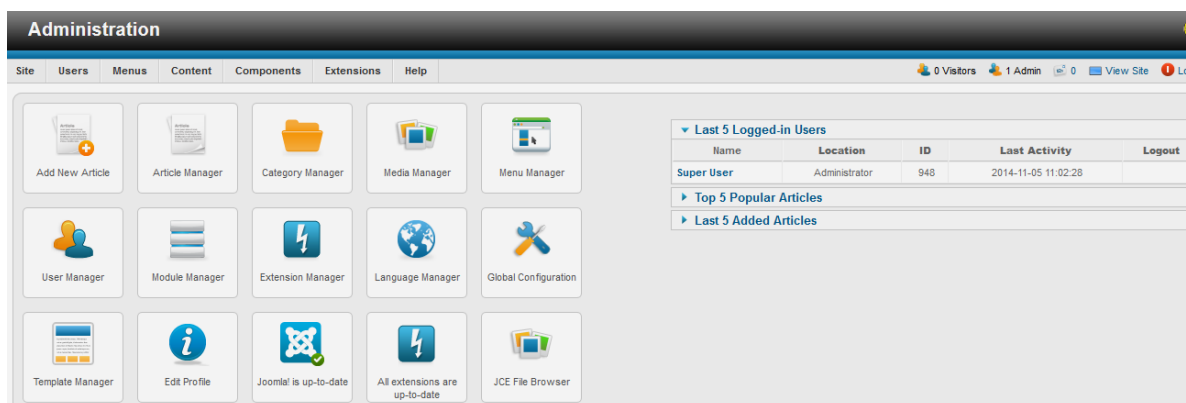 Administration
Site Users Menus Content Components Extensions Help
0 Visitors 1 Admin 0 View Site Lo
Add New Article Article Manager Category Manager Media Manager Menu Manager
Last 5 Logged-in Users
Name Location ID Last Activity Logout
Super User Administrator 948 2014-11-05 11:02:28
Top 5 Popular Articles
Last 5 Added Articles
User Manager Module Manager Extension Manager Language Manager Global Configuration
Template Manager Edit Profile Joomla! is up-to-date All extensions are JCE File Browser
up-to-date